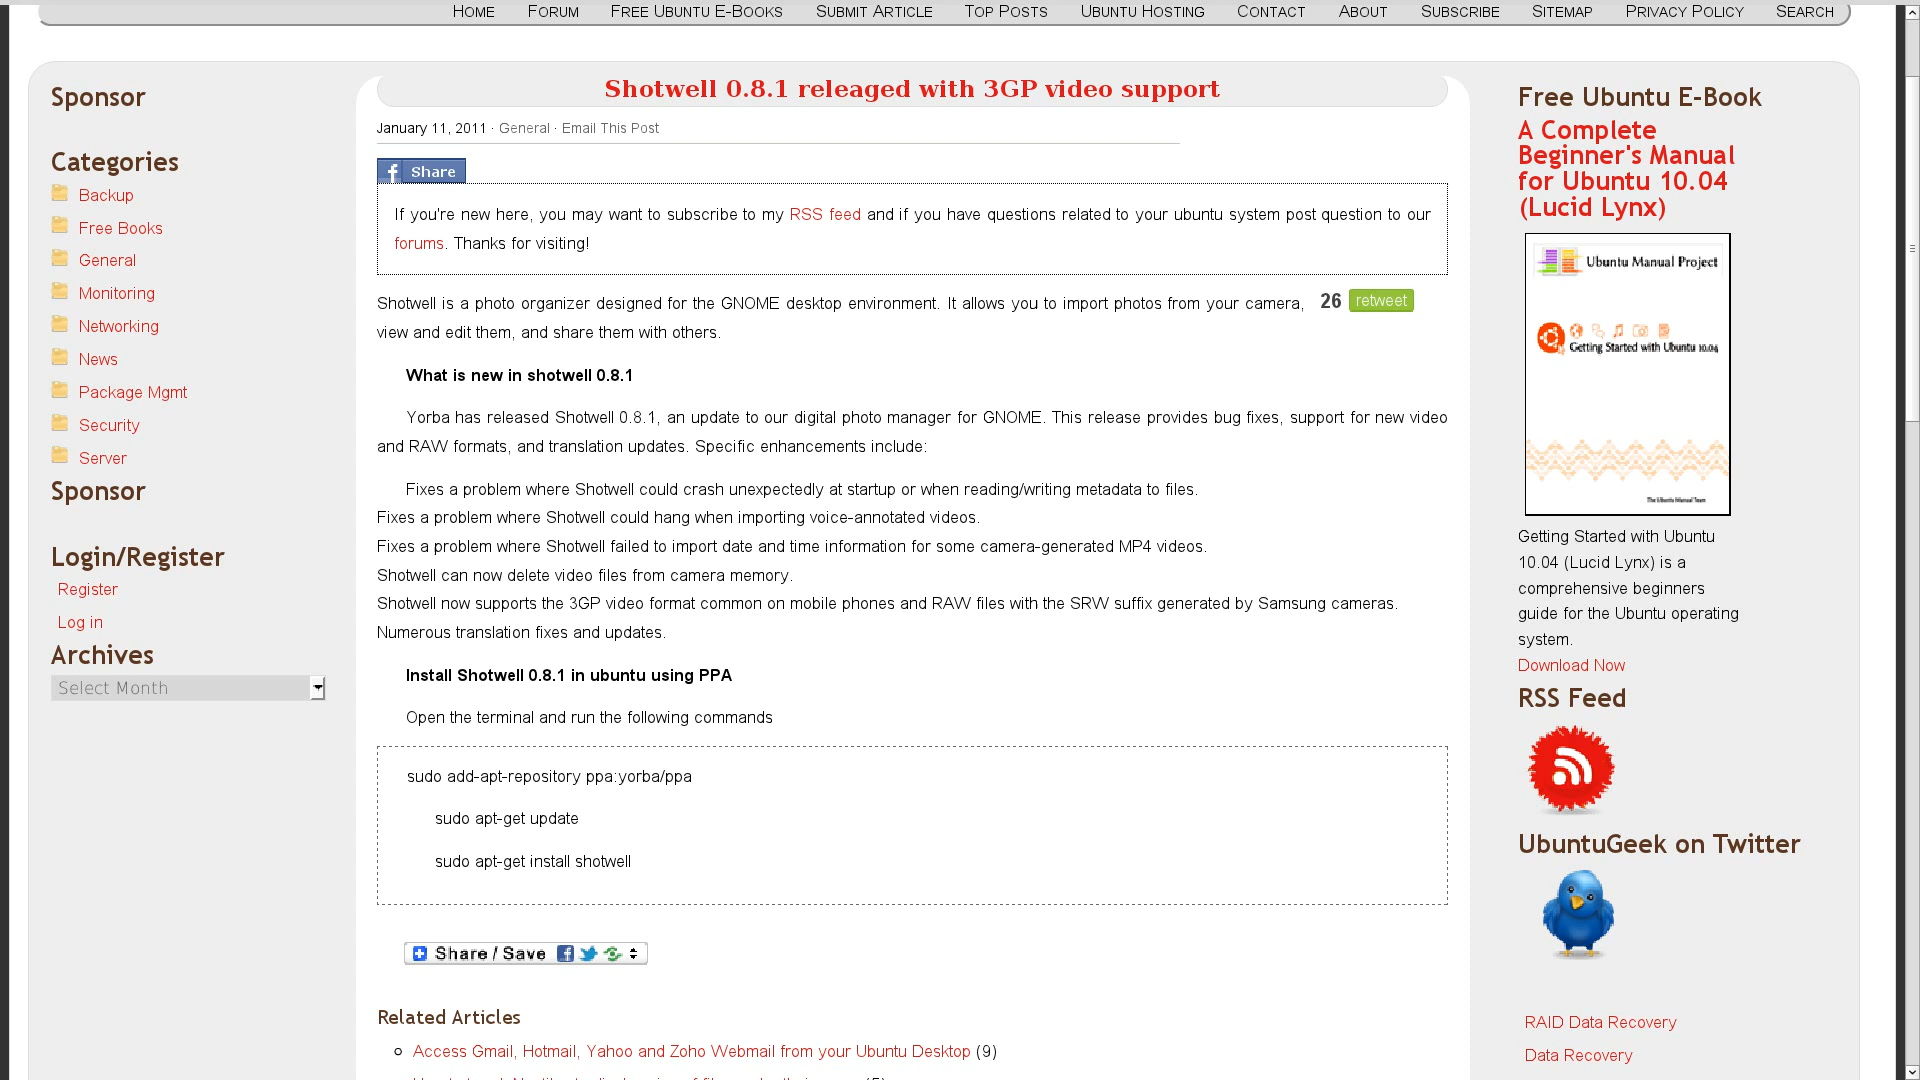 Home Forum Free Ubuntu E-Books Submit Article Top Posts Ubuntu Hosting Contact About Subscribe Sitemap Privacy Policy Search
Sponsor
Categories
Backup
Free Books
General
Monitoring
Networking
News
Package Mgmt
Security
Server
Sponsor
Login/Register
Register
Log in
Archives
Select Month
Shotwell 0.8.1 releaged with 3GP video support
January 11, 2011 · General · Email This Post
Share
If you're new here, you may want to subscribe to my RSS feed and if you have questions related to your ubuntu system post question to our
forums. Thanks for visiting!
26 retweet
Shotwell is a photo organizer designed for the GNOME desktop environment. It allows you to import photos from your camera,
view and edit them, and share them with others.
What is new in shotwell 0.8.1
Yorba has released Shotwell 0.8.1, an update to our digital photo manager for GNOME. This release provides bug fixes, support for new video
and RAW formats, and translation updates. Specific enhancements include:
Fixes a problem where Shotwell could crash unexpectedly at startup or when reading/writing metadata to files.
Fixes a problem where Shotwell could hang when importing voice-annotated videos.
Fixes a problem where Shotwell failed to import date and time information for some camera-generated MP4 videos.
Shotwell can now delete video files from camera memory.
Shotwell now supports the 3GP video format common on mobile phones and RAW files with the SRW suffix generated by Samsung cameras.
Numerous translation fixes and updates.
Install Shotwell 0.8.1 in ubuntu using PPA
Open the terminal and run the following commands
sudo add-apt-repository ppa:yorba/ppa
sudo apt-get update
sudo apt-get install shotwell
Share / Save
Related Articles
Access Gmail, Hotmail, Yahoo and Zoho Webmail from your Ubuntu Desktop (9)
Free Ubuntu E-Book
A Complete
Beginner's Manual
for Ubuntu 10.04
(Lucid Lynx)
Ubuntu Manual Project
Getting Started with Ubuntu 10.04
The Ubuntu Manual Team
Getting Started with Ubuntu
10.04 (Lucid Lynx) is a
comprehensive beginners
guide for the Ubuntu operating
system.
Download Now
RSS Feed
UbuntuGeek on Twitter
RAID Data Recovery
Data Recovery